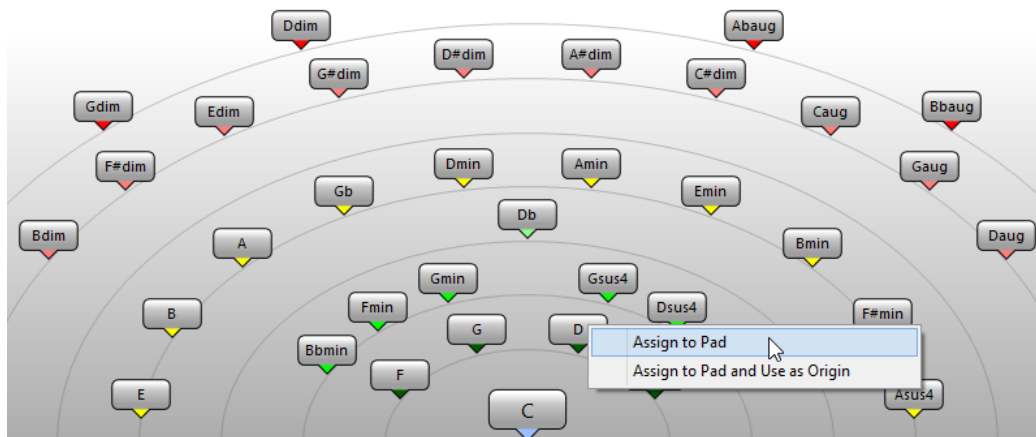 Ddim
Abaug
D#dim
A#dim
G#dim
C#dim
Gdim
Edim
Caug
Bbaug
F#dim
Dmin
Amin
Gaug
Gb
Emin
Db
Bdim
A
Bmin
Daug
Gmin
Gsus4
Fmin
Dsus4
B
F#min
G
D
Assign to Pad
Bbmin
Assign to Pad and Use as Origin
F
E
Asus4
C